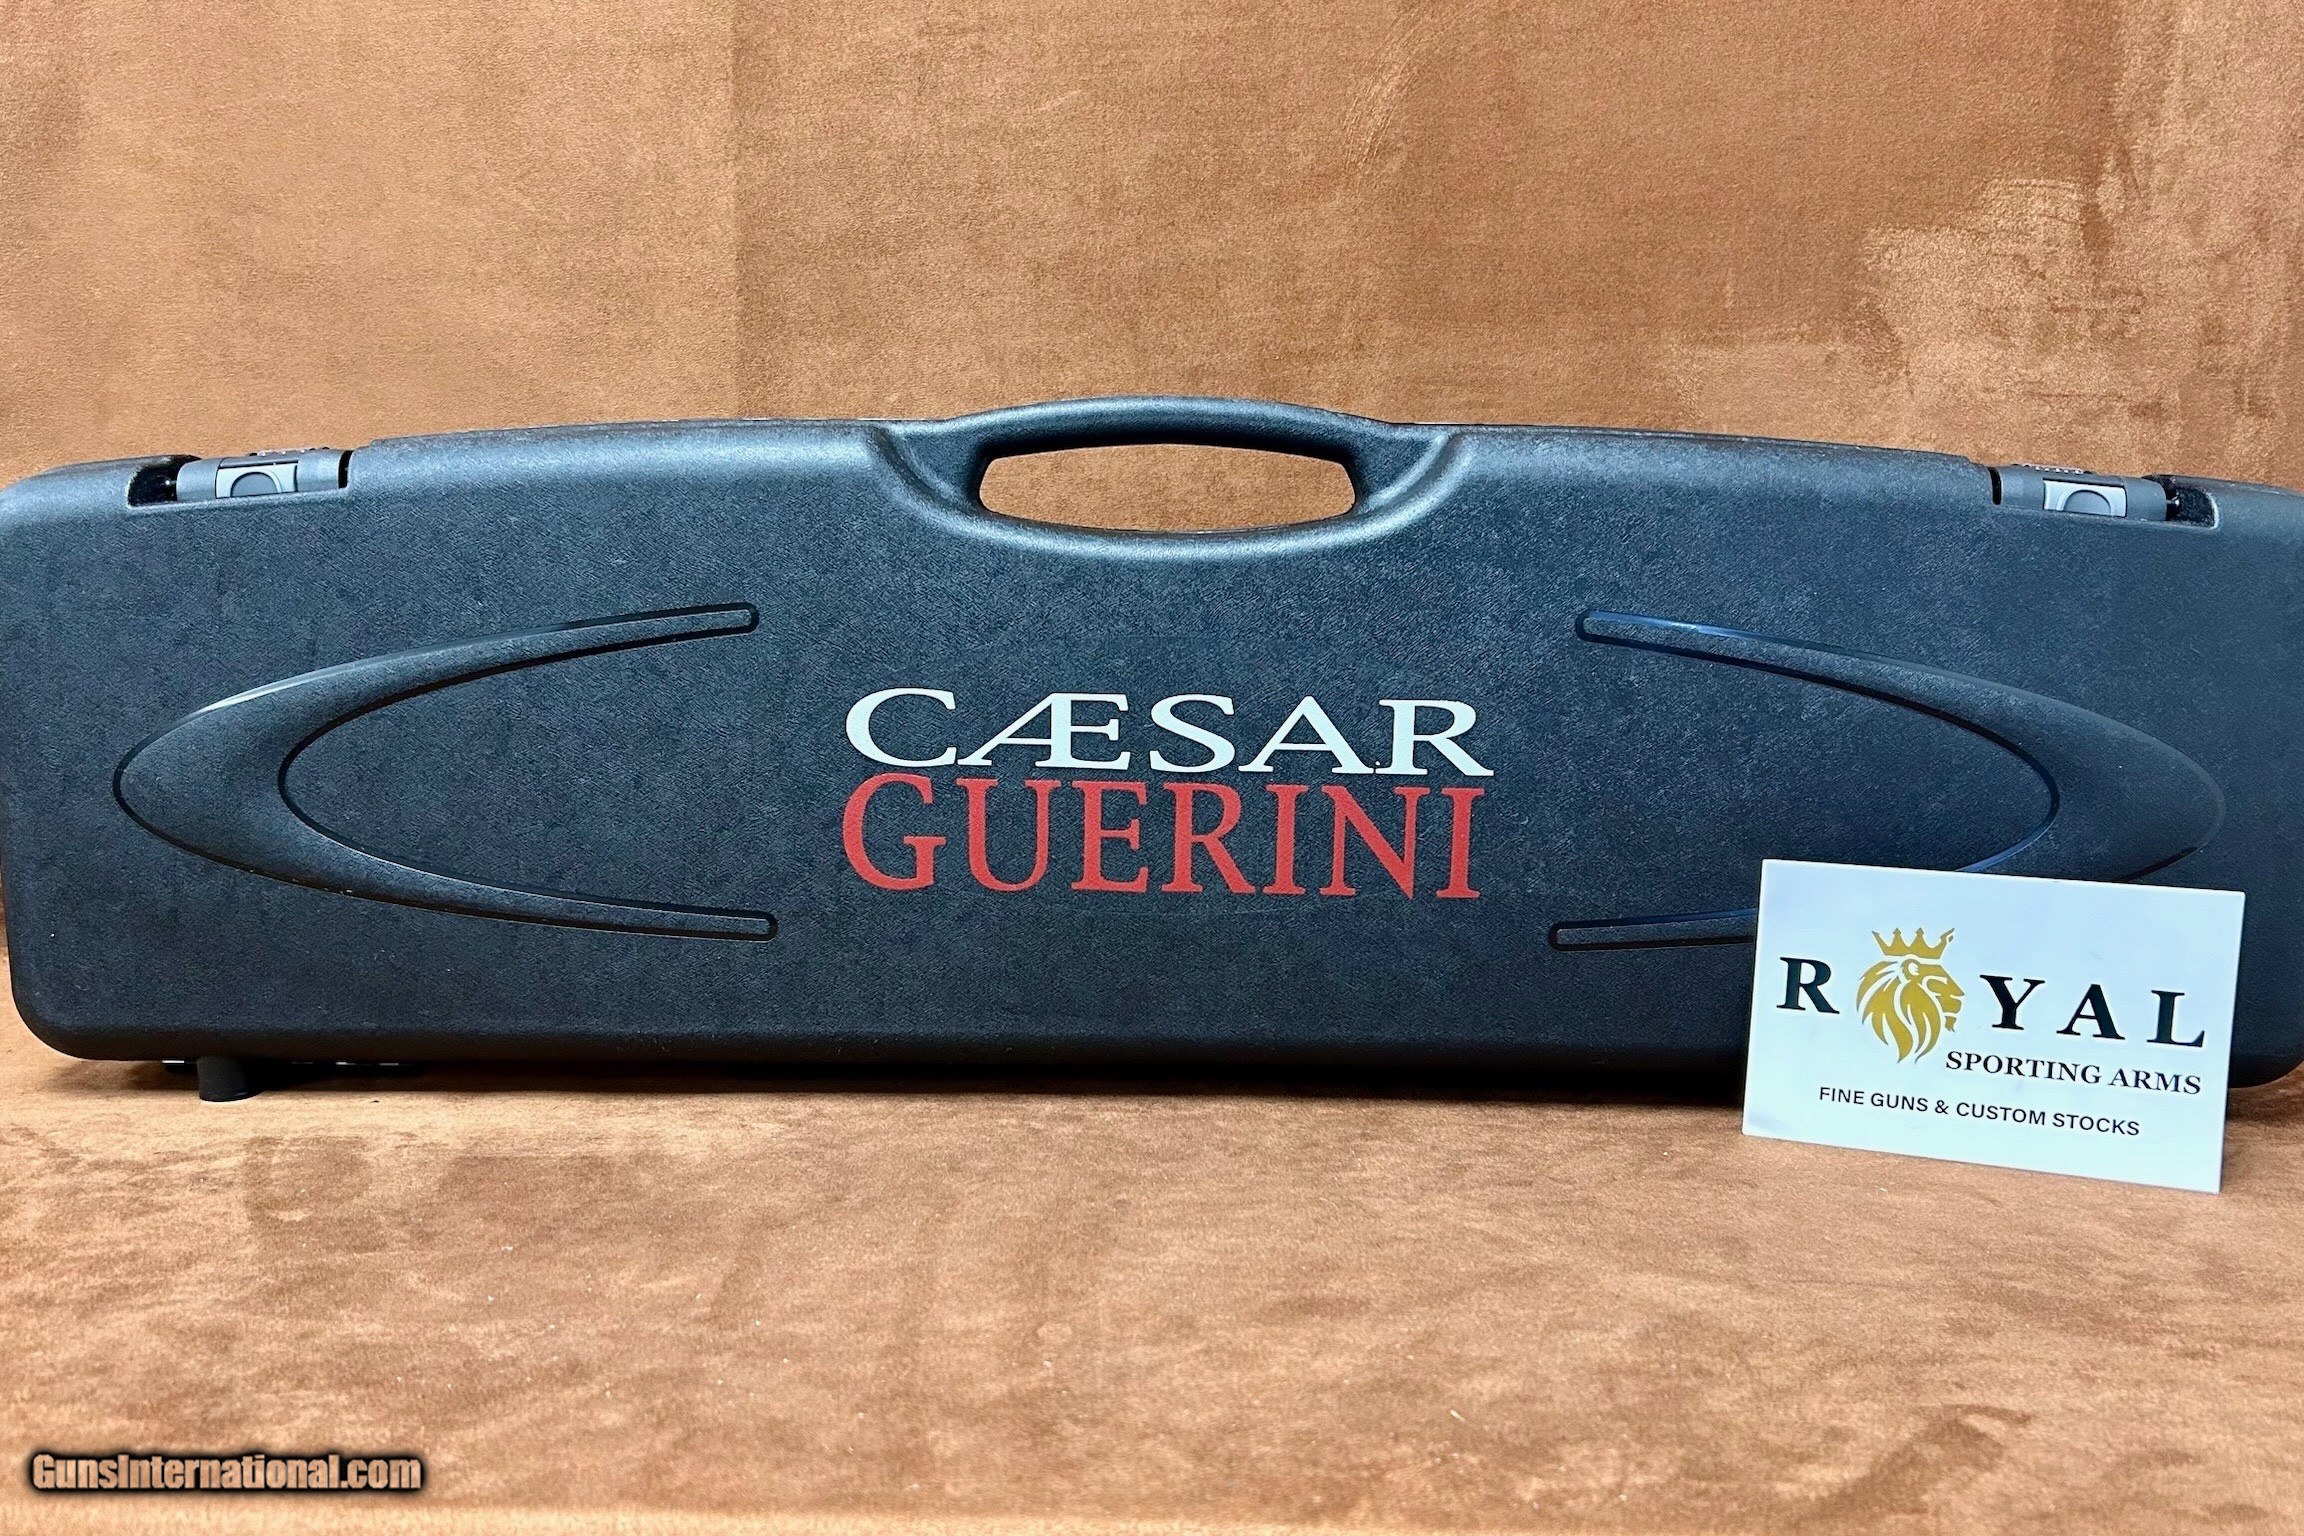 CÆSAR
GUERINI
ROYAL
SPORTING ARMS
FINE GUNS & CUSTOM STOCKS
GunsInternational.com